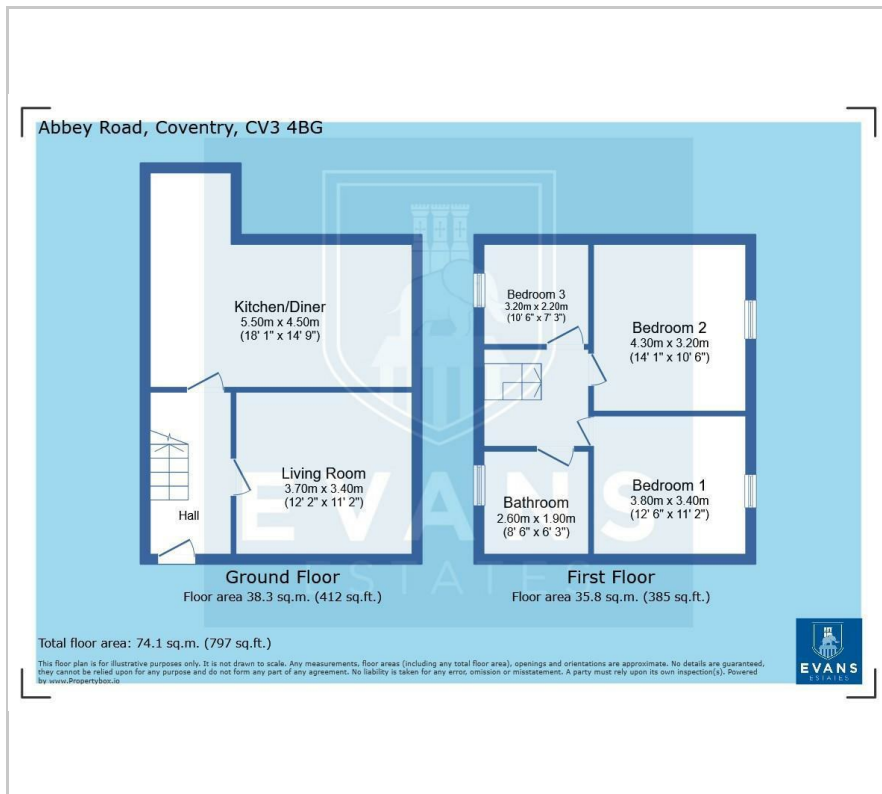 Abbey Road, Coventry, CV3 4BG
Kitchen/Diner
5.50m x 4.50m
(18' 1" x 14' 9")
Living Room
3.70m x 3.40m
(12' 2" x 11' 2")
Hall
Ground Floor
Floor area 38.3 sq.m. (412 sq.ft.)
Bedroom 3
3.20m x 2.20m
(10' 6" x 7' 3")
Bedroom 2
4.30m x 3.20m
(14' 1" x 10' 6")
Bathroom
2.60m x 1.90m
(8' 6" x 6' 3")
Bedroom 1
3.80m x 3.40m
(12' 6" x 11' 2")
First Floor
Floor area 35.8 sq.m. (385 sq.ft.)
EVANS
ESTATES
Total floor area: 74.1 sq.m. (797 sq.ft.)
This floor plan is for illustrative purposes only. It is not drawn to scale. Any measurements, floor areas (including any total floor area), openings and orientations are approximate. No details are guaranteed,
they cannot be relied upon for any purpose and do not form any part of any agreement. No liability is taken for any error, omission or misstatement. A party must rely upon its own inspection(s). Powered
by www.Propertybox.io
EVANS
ESTATES